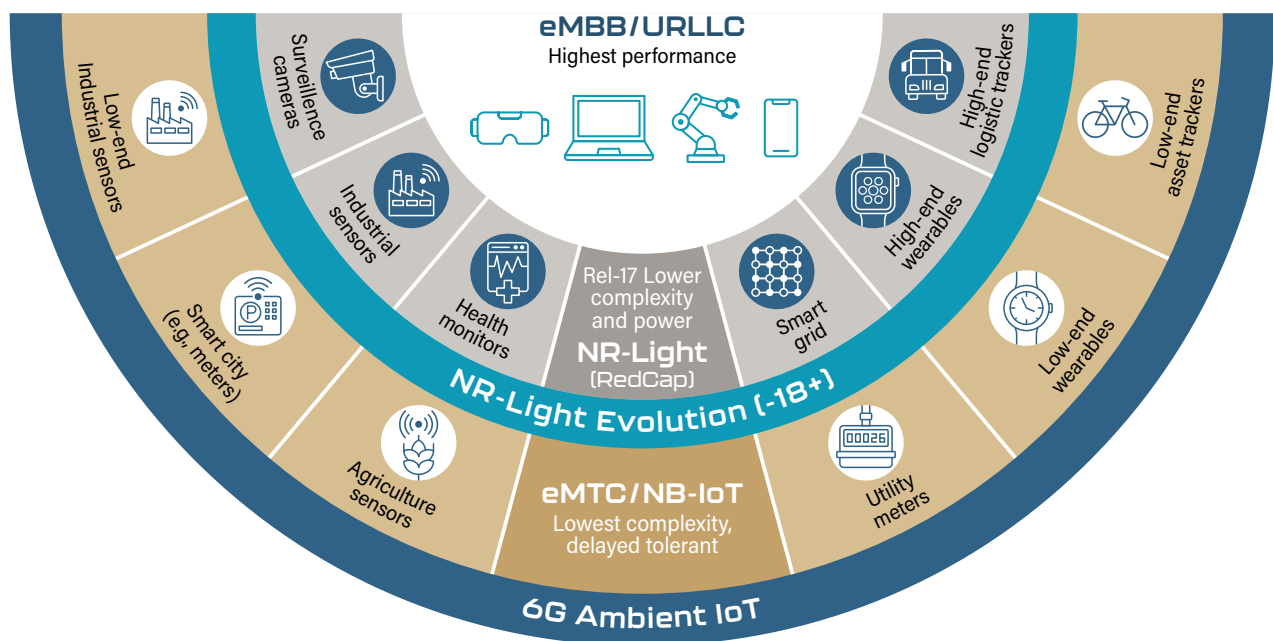 eMBB/URLLC
Highest performance
Surveillence
cameras
Industrial
sensors
Health
monitors
Rel-17 Lower
complexity
and power
NR-Light
(RedCap)
Smart
grid
High-end
wearables
High-end
logistic trackers
NR-Light Evolution (-18+)
Low-end
Industrial sensors
Smart city
(e.g., meters)
P
Agriculture
sensors
eMTC/NB-IoT
Lowest complexity,
delayed tolerant
00026
Utility
meters
Low-end
wearables
Low-end
asset trackers
6G Ambient IoT